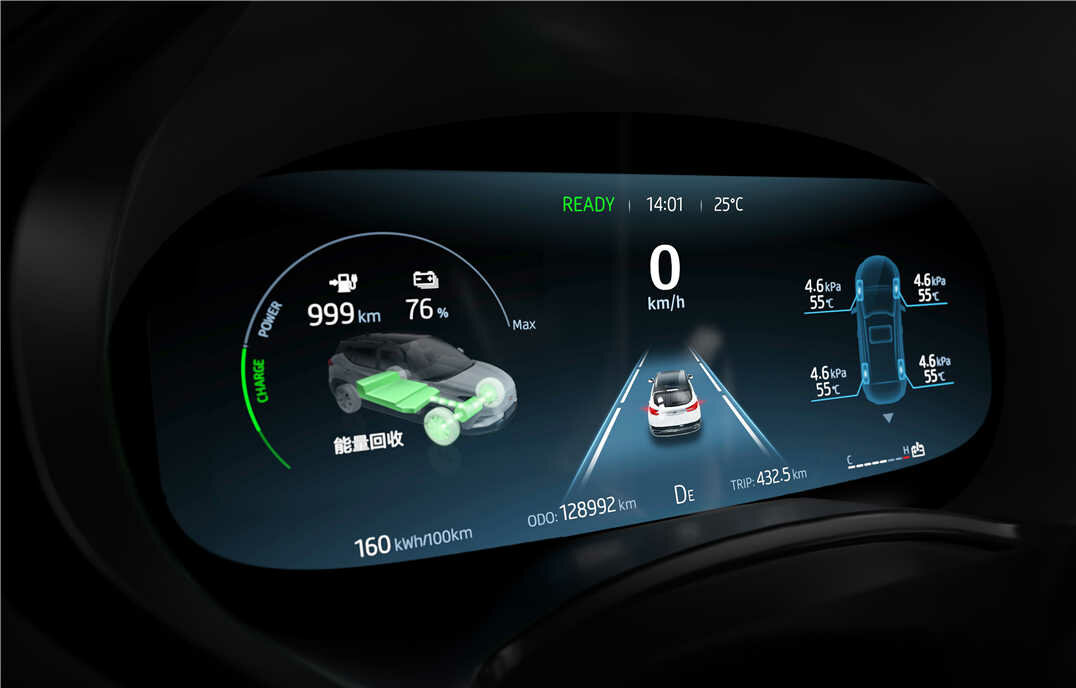 READY 14:01 25°C
0
km/h
999 km 76 %
POWER
CHARGE
Max
能量回收
160 kWh/100km
ODO: 128992 km
DE
TRIP: 432.5 km
4.6 kPa
55 ℃
4.6 kPa
55 ℃
4.6 kPa
55 ℃
4.6 kPa
55 ℃
C H